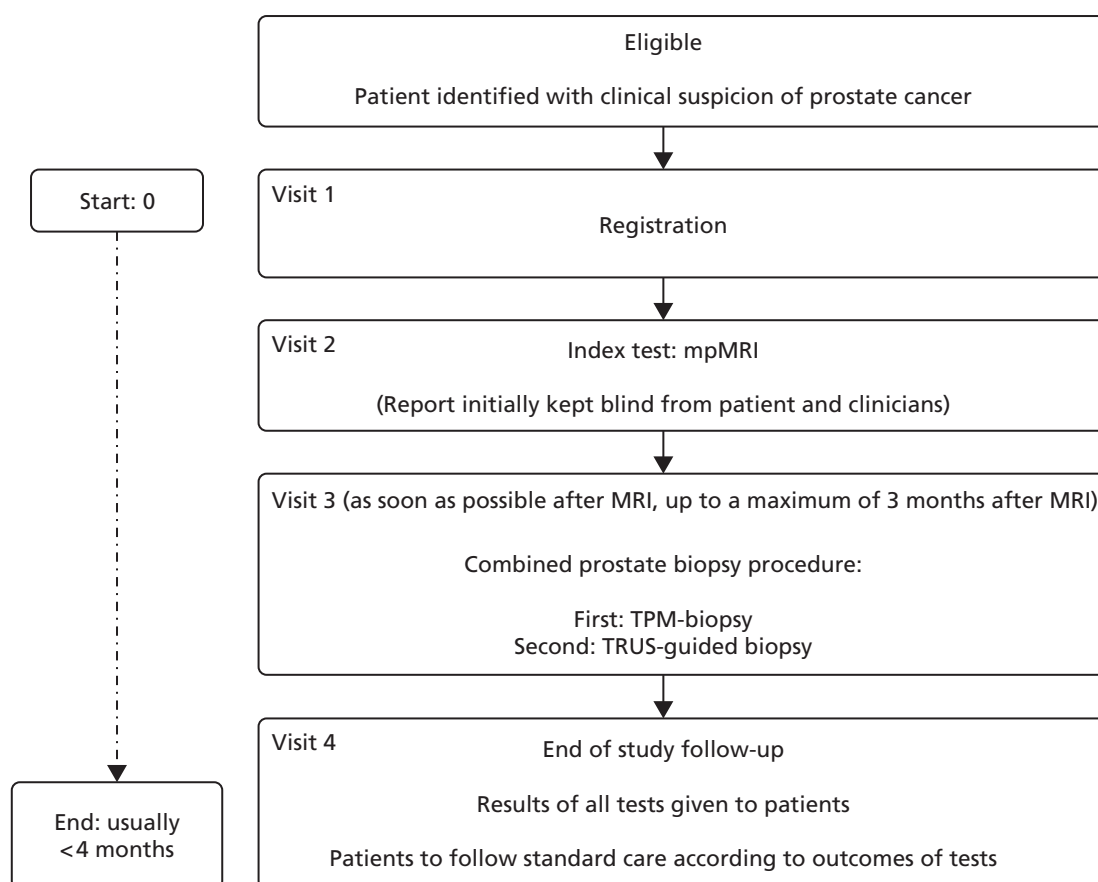 Eligible
Patient identified with clinical suspicion of prostate cancer
Start: 0
Visit 1
Registration
Visit 2
Index test: mpMRI
(Report initially kept blind from patient and clinicians)
Visit 3 (as soon as possible after MRI, up to a maximum of 3 months after MRI)
Combined prostate biopsy procedure:
First: TPM-biopsy
Second: TRUS-guided biopsy
Visit 4
End of study follow-up
Results of all tests given to patients
Patients to follow standard care according to outcomes of tests
End: usually
<4 months